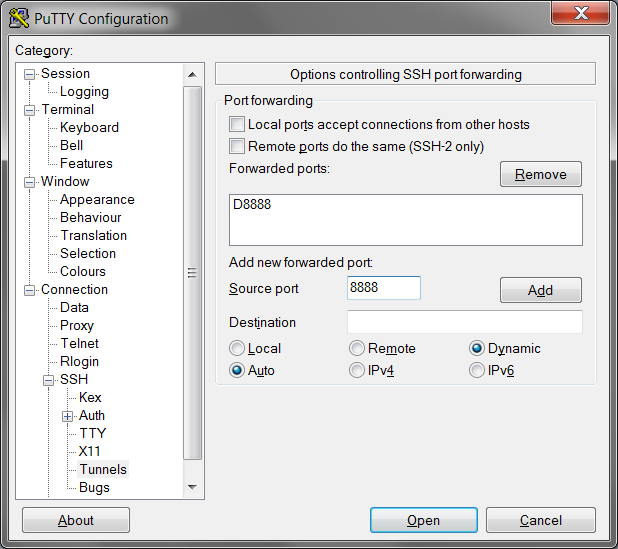 PuTTY Configuration
Category:
Session
Logging
Terminal
Keyboard
Bell
Features
Window
Appearance
Behaviour
Translation
Selection
Colours
Connection
Data
Proxy
Telnet
Rlogin
SSH
Kex
Auth
TTY
X11
Tunnels
Bugs
Options controlling SSH port forwarding
Port forwarding
Local ports accept connections from other hosts
Remote ports do the same (SSH-2 only)
Forwarded ports:
Remove
D8888
Add new forwarded port:
Source port 8888 Add
Destination
Local Remote Dynamic
Auto IPv4 IPv6
About Open Cancel